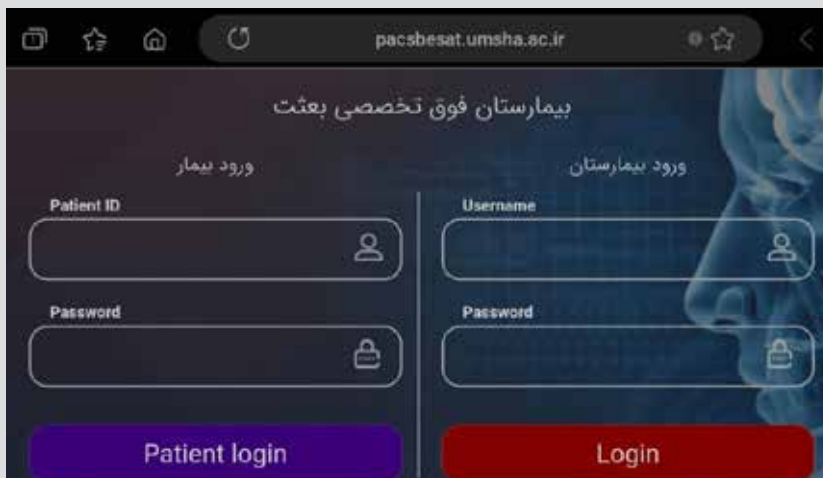 pacsbesat.umsha.ac.ir
بیمارستان فوق تخصصی بعثت
ورود بیمارستان
Username
Password
Login
ورود بیمار
Patient ID
Password
Patient login